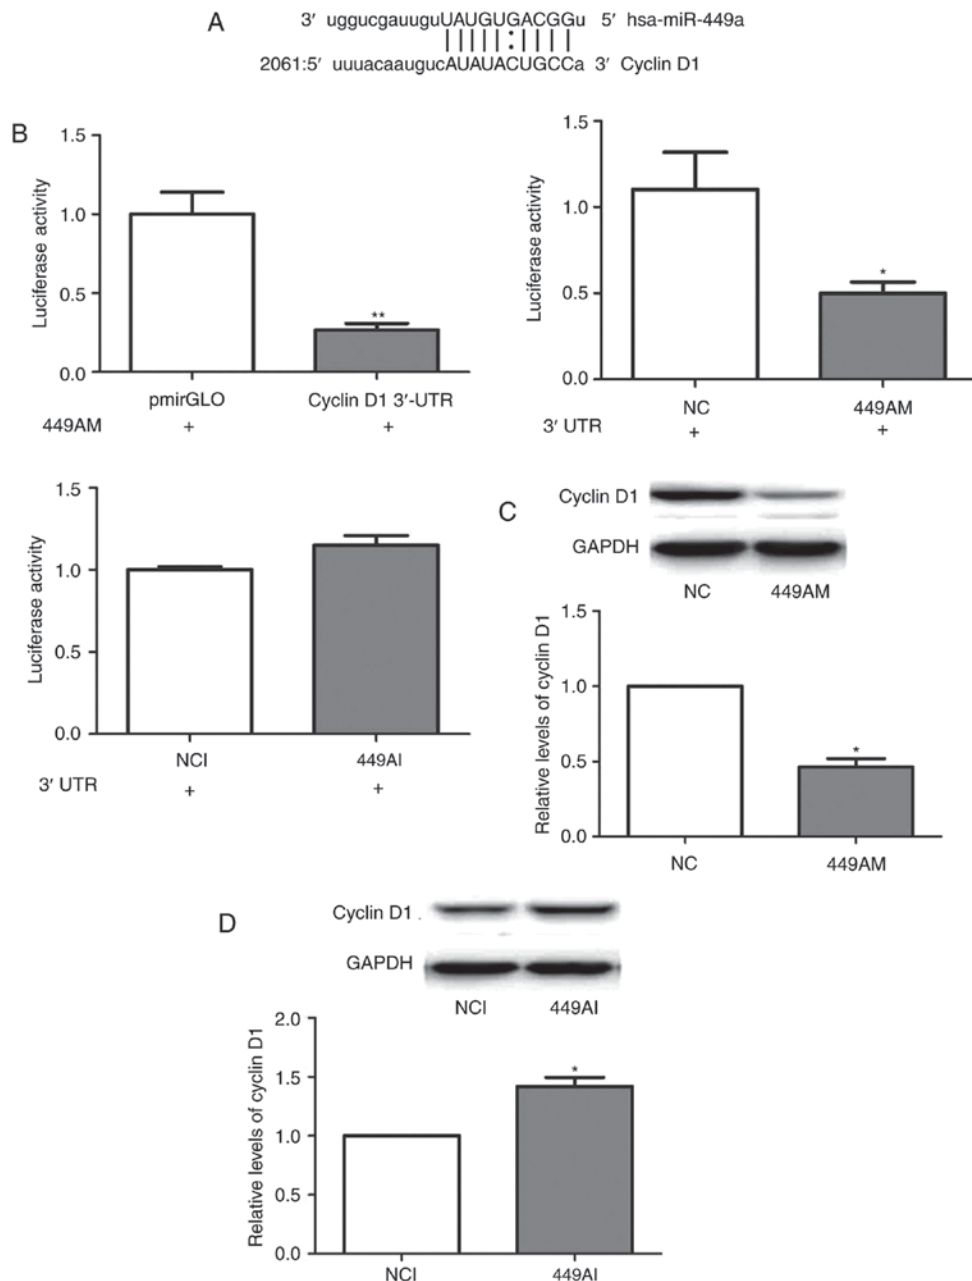 A
3′ uggucgauuguUAUGUGACGGu 5′ hsa-miR-449a
2061:5′ uuuacaaugucAUAUACUGCCa 3′ Cyclin D1
B
Luciferase activity
1.5
1.0
0.5
0.0
**
pmirGLO Cyclin D1 3′-UTR
449AM + +
Luciferase activity
1.5
1.0
0.5
0.0
*
NC 449AM
3′ UTR + +
Luciferase activity
1.5
1.0
0.5
0.0
NCI 449AI
3′ UTR + +
C
Cyclin D1
GAPDH
NC 449AM
Relative levels of cyclin D1
1.5
1.0
0.5
0.0
*
NC 449AM
D
Cyclin D1
GAPDH
NCI 449AI
Relative levels of cyclin D1
2.0
1.5
1.0
0.5
0.0
*
NCI 449AI